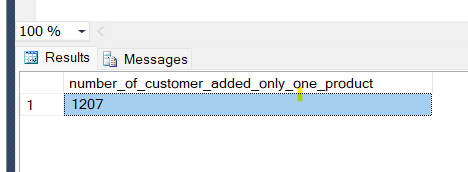 100 %
Results Messages
number_of_customer_added_only_one_product
1 1207